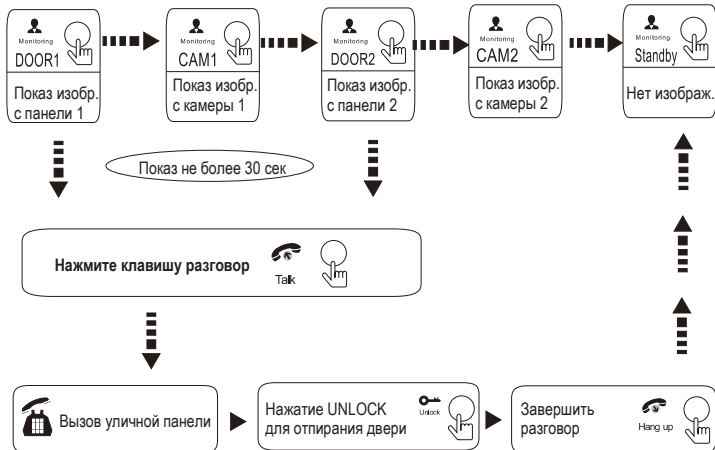 Monitoring
DOOR1
Показ изобр.
с панели 1
Monitoring
CAM1
Показ изобр.
с камеры 1
Monitoring
DOOR2
Показ изобр.
с панели 2
Monitoring
CAM2
Показ изобр.
с камеры 2
Monitoring
Standby
Нет изображ.
Показ не более 30 сек
Нажмите клавишу разговор
Talk
Вызов уличной панели
Нажатие UNLOCK
для отпирания двери
Unlock
Завершить
разговор
Hang up